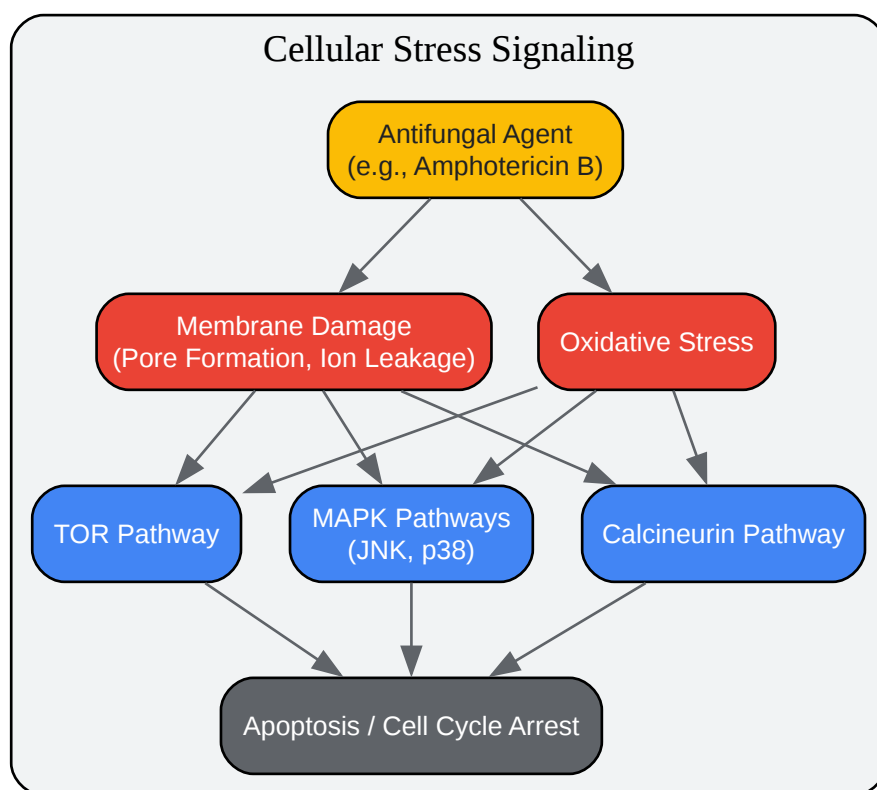 Cellular Stress Signaling
Antifungal Agent
(e.g., Amphotericin B)
Membrane Damage
(Pore Formation, Ion Leakage)
Oxidative Stress
TOR Pathway
MAPK Pathways
(JNK, p38)
Calcineurin Pathway
Apoptosis / Cell Cycle Arrest